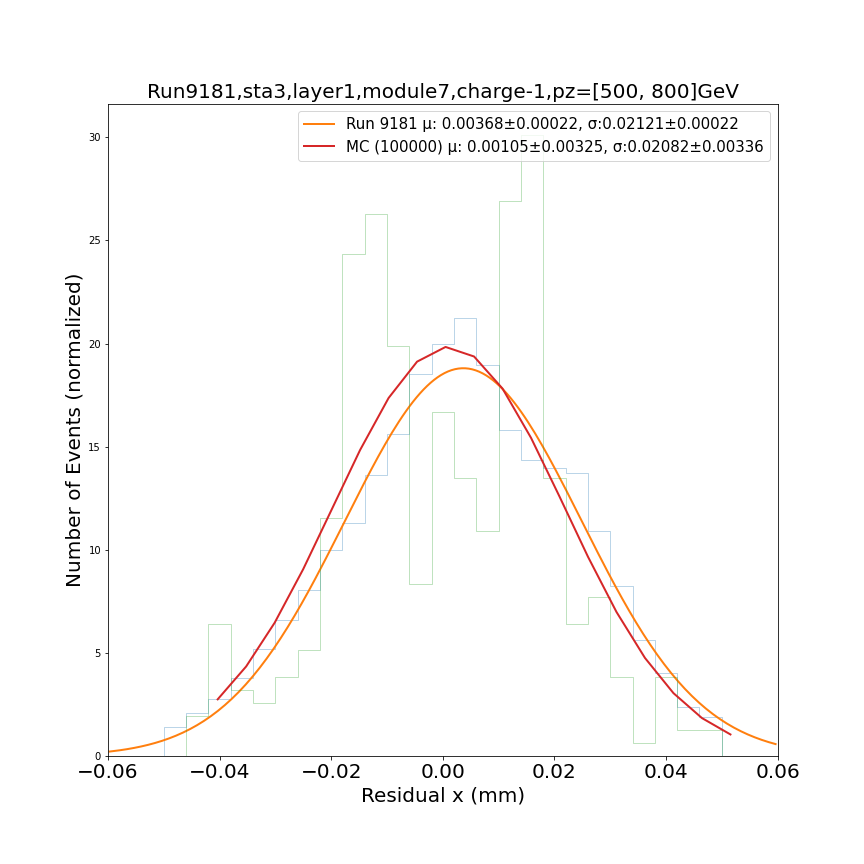 Run9181,sta3,layer1,module7,charge-1,pz=[500, 800]GeV
Run 9181 μ: 0.00368±0.00022, σ:0.02121±0.00022
MC (100000) μ: 0.00105±0.00325, σ:0.02082±0.00336
30
25
20
15
10
5
0
Number of Events (normalized)
−0.06 −0.04 −0.02 0.00 0.02 0.04 0.06
Residual x (mm)